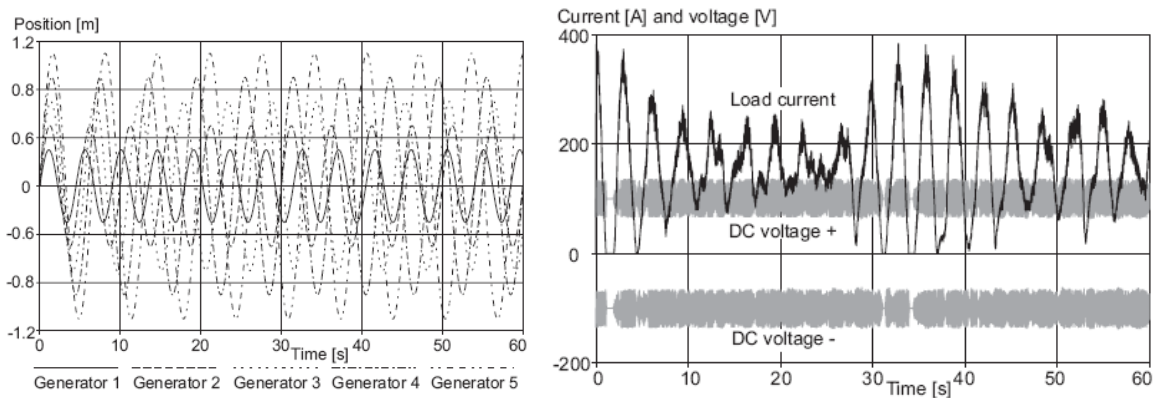 Position [m]
1.2
0.8
0.6
0
-0.6
-0.8
-1.2
0 10 20 30 40 50 60
Time [s]
Generator 1 Generator 2 Generator 3 Generator 4 Generator 5
Current [A] and voltage [V]
400
Load current
200
DC voltage +
0
DC voltage -
-200
0 10 20 30 40 50 60
Time [s]